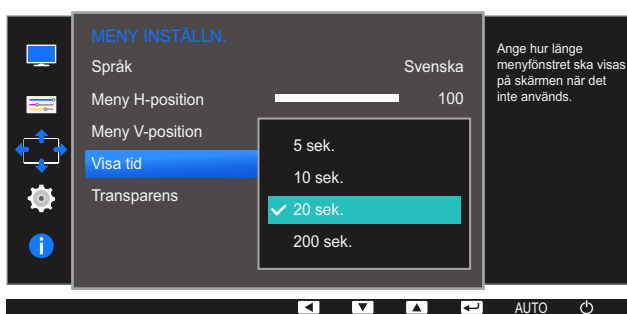 MENY INSTÄLLN.
Språk Svenska
Meny H-position 100
Meny V-position
Visa tid
Transparens
5 sek.
10 sek.
20 sek.
200 sek.
Ange hur länge
menyfönstret ska visas
på skärmen när det
inte används.
AUTO